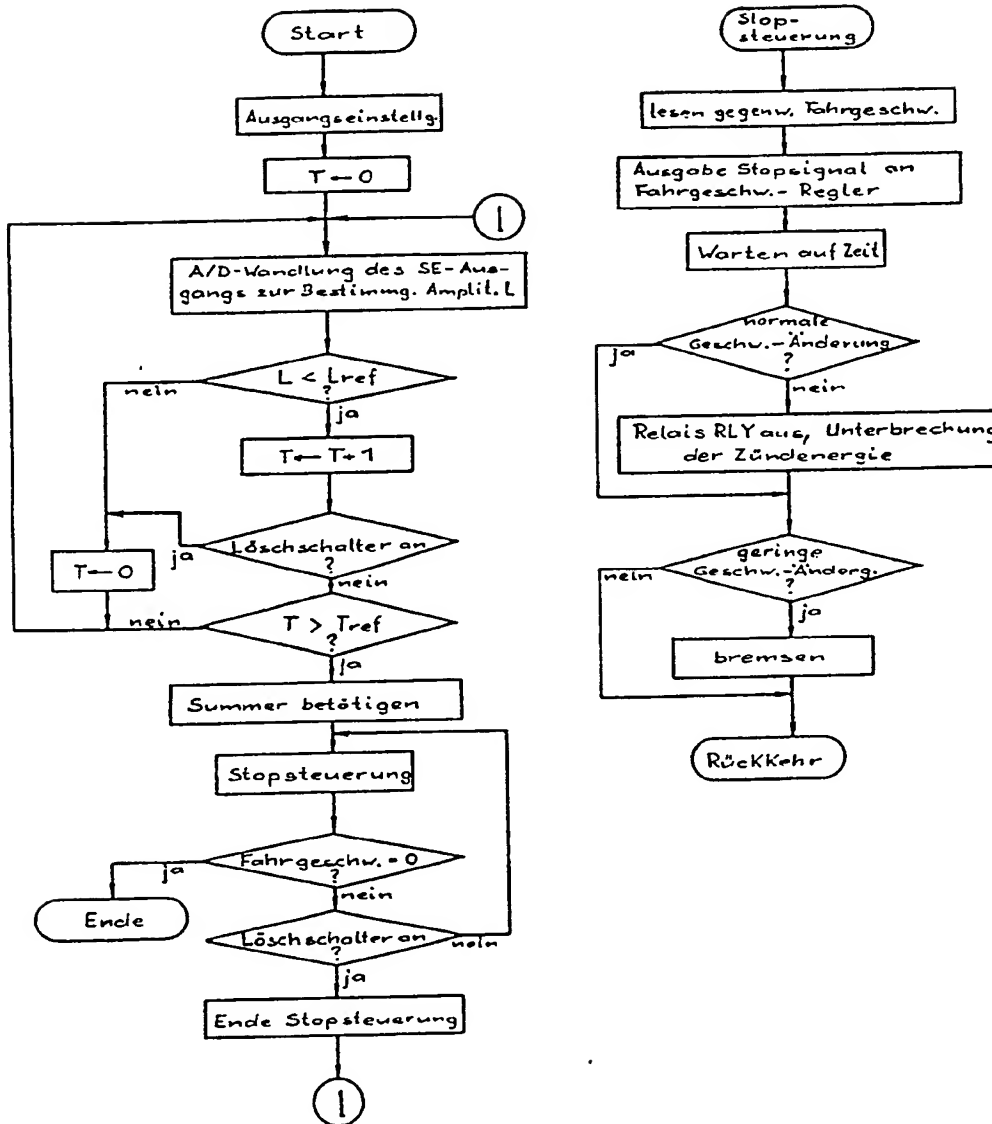 Start
Ausgangseinstellg.
T ← 0
I
A/D-Wandlung des SE-Aus-
gangs zur Bestimmg. Amplit. L
L < Lref
?
nein
ja
T ← T + 1
Löschschalter an
?
ja
nein
T ← 0
T > Tref
?
nein
ja
Summer betätigen
Stopsteuerung
Fahrgeschw. = 0
?
ja
nein
Ende
Löschschalter an
?
nein
ja
Ende Stopsteuerung
I
Stop-
steuerung
lesen gegenw. Fahrgeschw.
Ausgabe Stopsignal an
Fahrgeschw.- Regler
Warten auf Zeit
normale
Geschw.-Änderung
?
ja
nein
Relais RLY aus, Unterbrechung
der Zündenergie
geringe
Geschw.-Änderg.
?
nein
ja
bremsen
Rückkehr